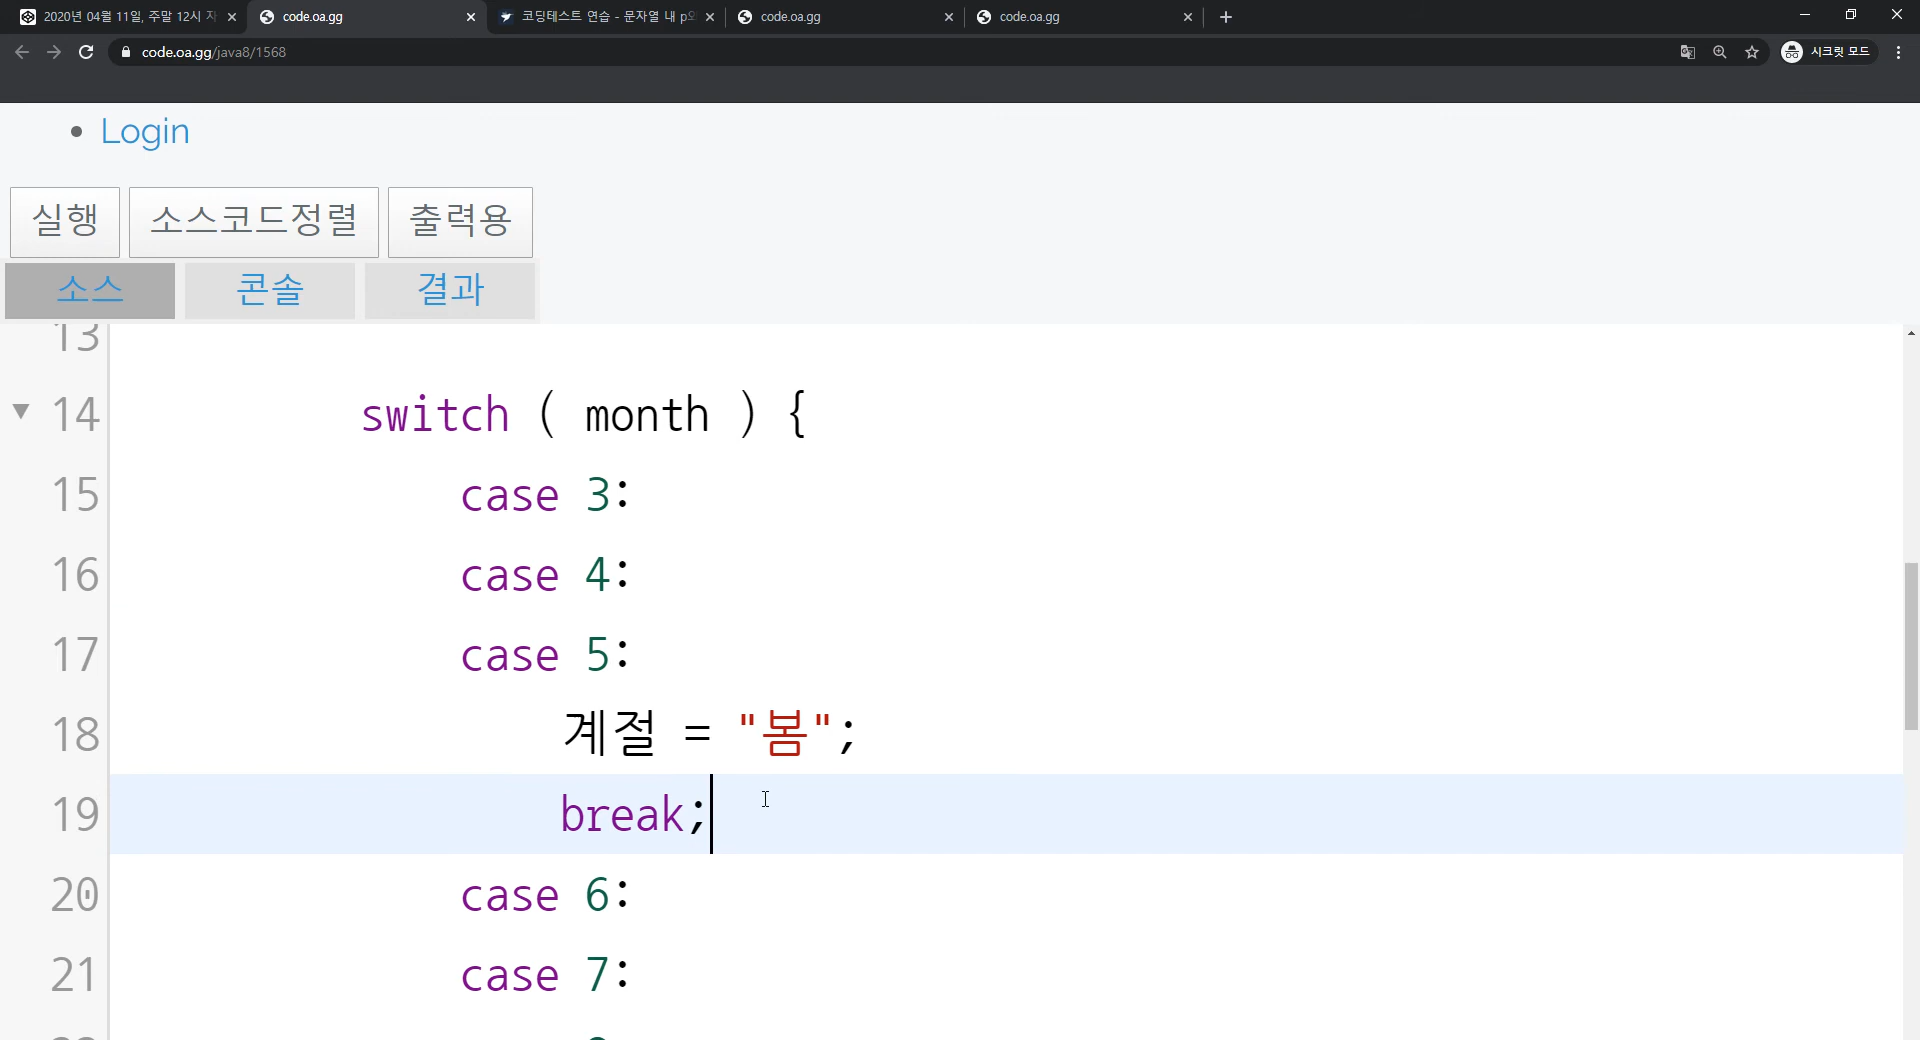 2020년 04월 11일, 주말 12시 자
code.oa.gg
코딩테스트 연습 - 문자열 내 p와
code.oa.gg
code.oa.gg
code.oa.gg/java8/1568
시크릿 모드
Login
실행
소스코드정렬
출력용
소스
콘솔
결과
13
14 switch ( month ) {
15 case 3:
16 case 4:
17 case 5:
18 계절 = "봄";
19 break;
20 case 6:
21 case 7: